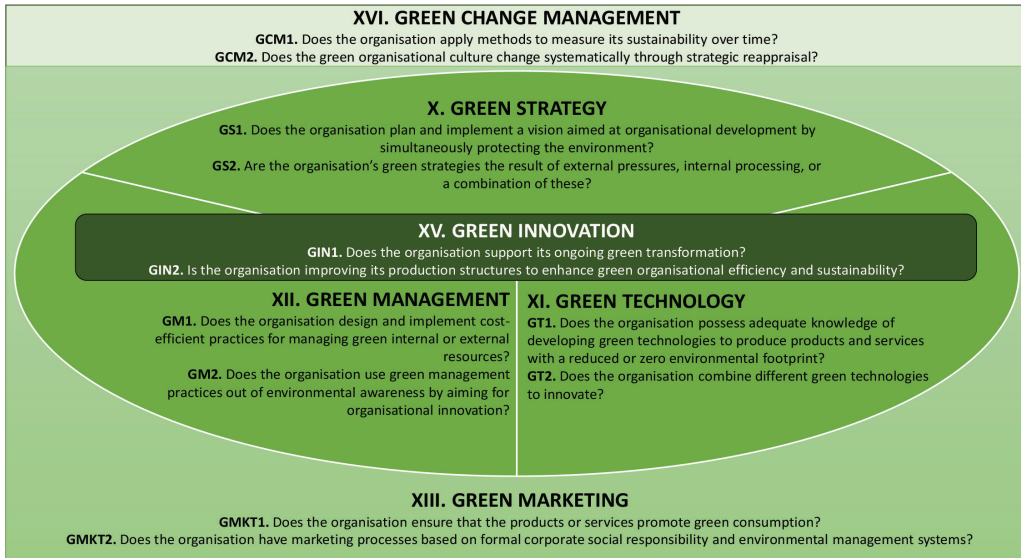 XVI. GREEN CHANGE MANAGEMENT
GCM1. Does the organisation apply methods to measure its sustainability over time?
GCM2. Does the green organisational culture change systematically through strategic reappraisal?
X. GREEN STRATEGY
GS1. Does the organisation plan and implement a vision aimed at organisational development by
simultaneously protecting the environment?
GS2. Are the organisation’s green strategies the result of external pressures, internal processing, or
a combination of these?
XV. GREEN INNOVATION
GIN1. Does the organisation support its ongoing green transformation?
GIN2. Is the organisation improving its production structures to enhance green organisational efficiency and sustainability?
XII. GREEN MANAGEMENT
GM1. Does the organisation design and implement cost-
efficient practices for managing green internal or external
resources?
GM2. Does the organisation use green management
practices out of environmental awareness by aiming for
organisational innovation?
XI. GREEN TECHNOLOGY
GT1. Does the organisation possess adequate knowledge of
developing green technologies to produce products and services
with a reduced or zero environmental footprint?
GT2. Does the organisation combine different green technologies
to innovate?
XIII. GREEN MARKETING
GMKT1. Does the organisation ensure that the products or services promote green consumption?
GMKT2. Does the organisation have marketing processes based on formal corporate social responsibility and environmental management systems?